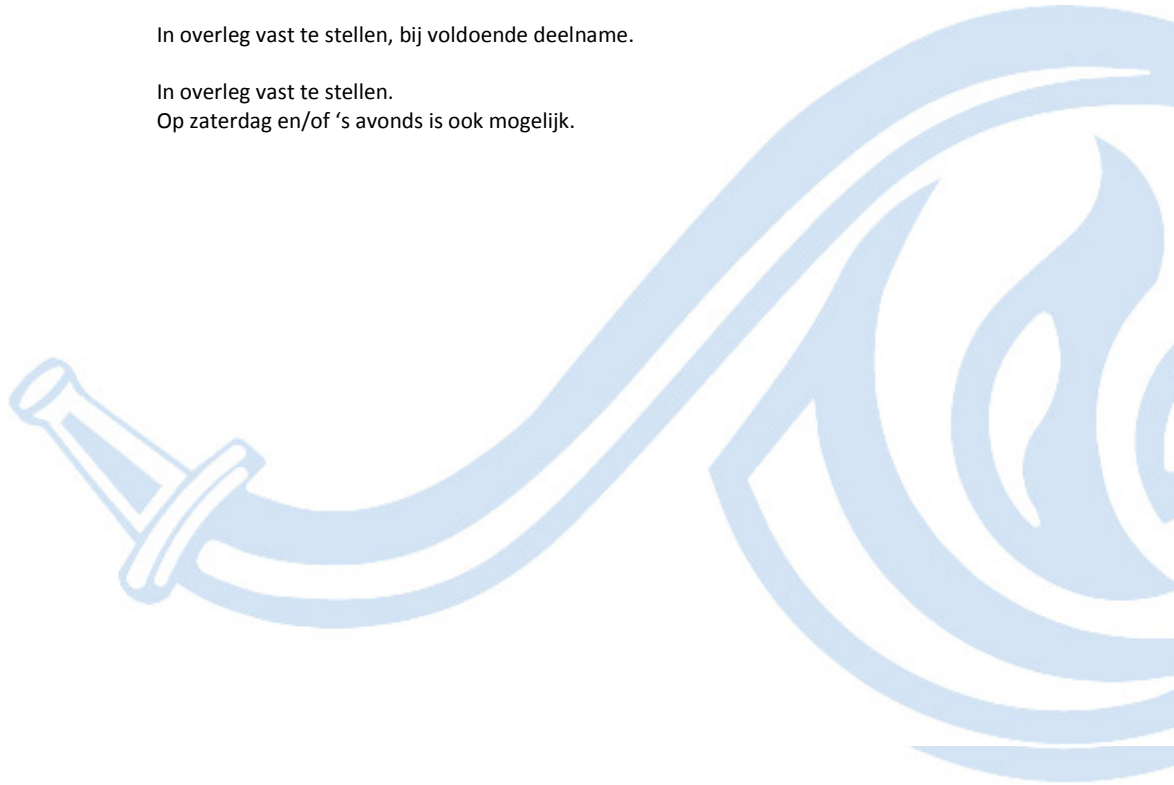 In overleg vast te stellen, bij voldoende deelname.
In overleg vast te stellen.
Op zaterdag en/of ‘s avonds is ook mogelijk.